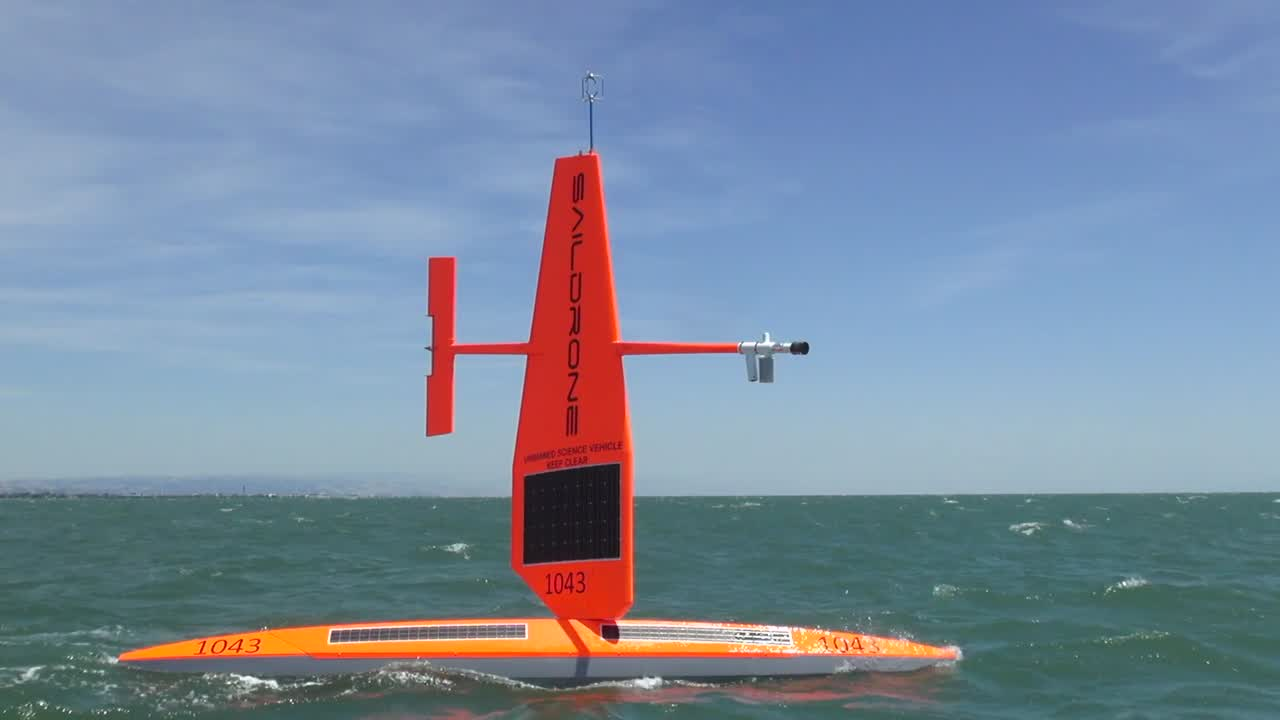 SAILDRONE
UNMANNED SCIENCE VEHICLE
KEEP CLEAR
1043
1043
1043